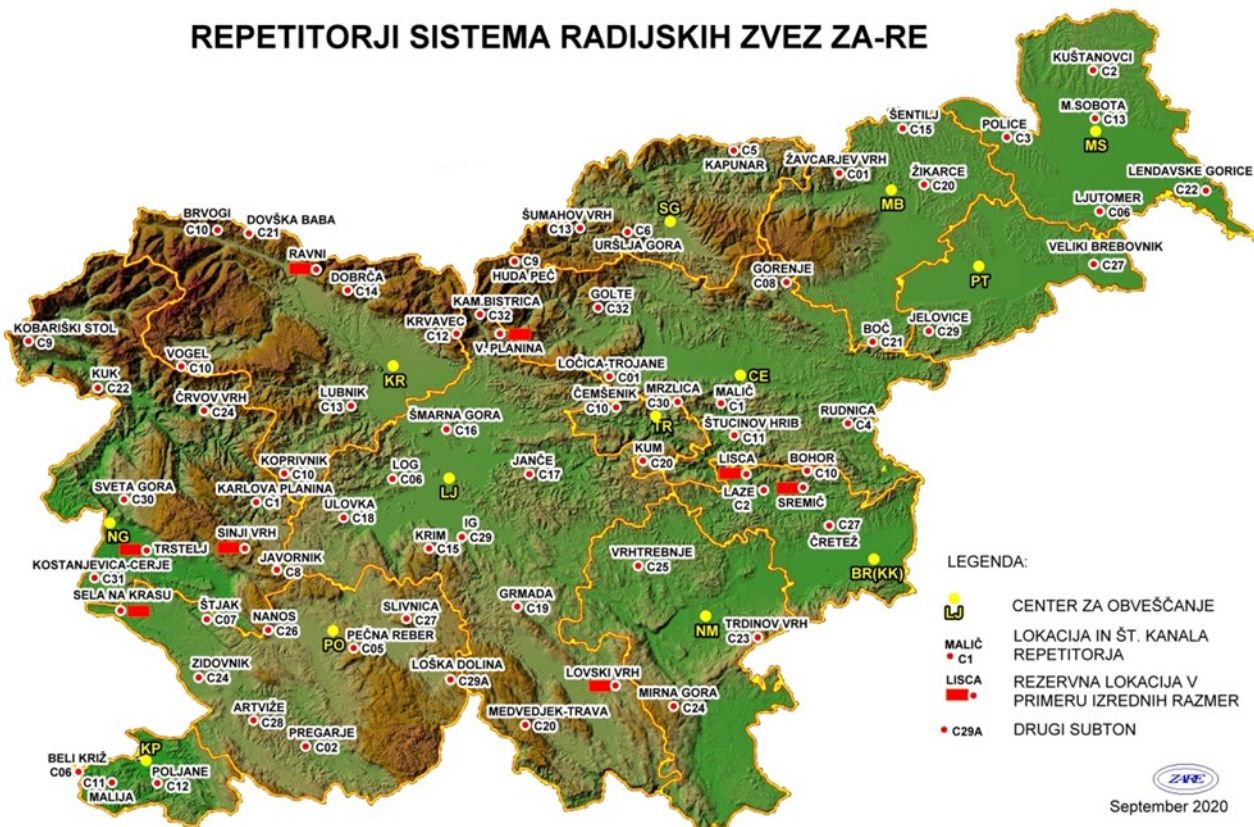 REPETITORJI SISTEMA RADIJSKIH ZVEZ ZA-RE
KUŠTANOVCI
C2
M.SOBOTA
C13
MS
ŠENTILJ
C15
POLICE
C3
C5
KAPUNAR
ŽAVCARJEV VRH
C01
ŽIKARCE
C20
MB
LENDAVSKE GORICE
C22
LJUTOMER
C06
VELIKI BREBOVNIK
C27
BRVOGI
C10
DOVŠKA BABA
C21
RAVNI
DOBRČA
C14
ŠUMAHOV VRH
C13
C6
URŠLJA GORA
SG
C9
HUDA PEČ
GORENJE
C08
PT
KAM.BISTRICA
C32
GOLTE
C32
KRVAVEC
C12
V. PLANINA
BOČ
C21
JELOVICE
C29
KOBARIŠKI STOL
C9
VOGEL
C10
KUK
C22
ČRVOV VRH
C24
LUBNIK
C13
KR
LOČICA-TROJANE
C01
ČEMŠENIK
C10
MRZLICA
C30
TR
CE
MALIČ
C1
ŠTUCINOV HRIB
C11
RUDNICA
C4
ŠMARNA GORA
C16
KOPRIVNIK
C10
LOG
C06
LJ
JANČE
C17
KUM
C20
LISCA
BOHOR
C10
LAZE
C2
SREMIČ
SVETA GORA
C30
KARLOVA PLANINA
C1
ULOVKA
C18
IG
C29
KRIM
C15
C27
ČRETEŽ
NG
TRSTELJ
SINJI VRH
JAVORNIK
C8
KOSTANJEVICA-CERJE
C31
SELA NA KRASU
VRHTREBNJE
C25
BR(KK)
ŠTJAK
C07
NANOS
C26
PO
SLIVNICA
C27
PEČNA REBER
C05
GRMADA
C19
NM
TRDINOV VRH
C23
ZIDOVNIK
C24
LOŠKA DOLINA
C29A
LOVSKI VRH
MIRNA GORA
C24
ARTVIŽE
C28
PREGARJE
C02
MEDVEDJEK-TRAVA
C20
KP
BELI KRIŽ
C06
C11
MALIJA
POLJANE
C12
LEGENDA:
LJ
CENTER ZA OBVEŠČANJE
MALIČ
C1
LOKACIJA IN ŠT. KANALA
REPETITORJA
LISCA
REZERVNA LOKACIJA V
PRIMERU IZREDNIH RAZMER
C29A
DRUGI SUBTON
ZARE
September 2020